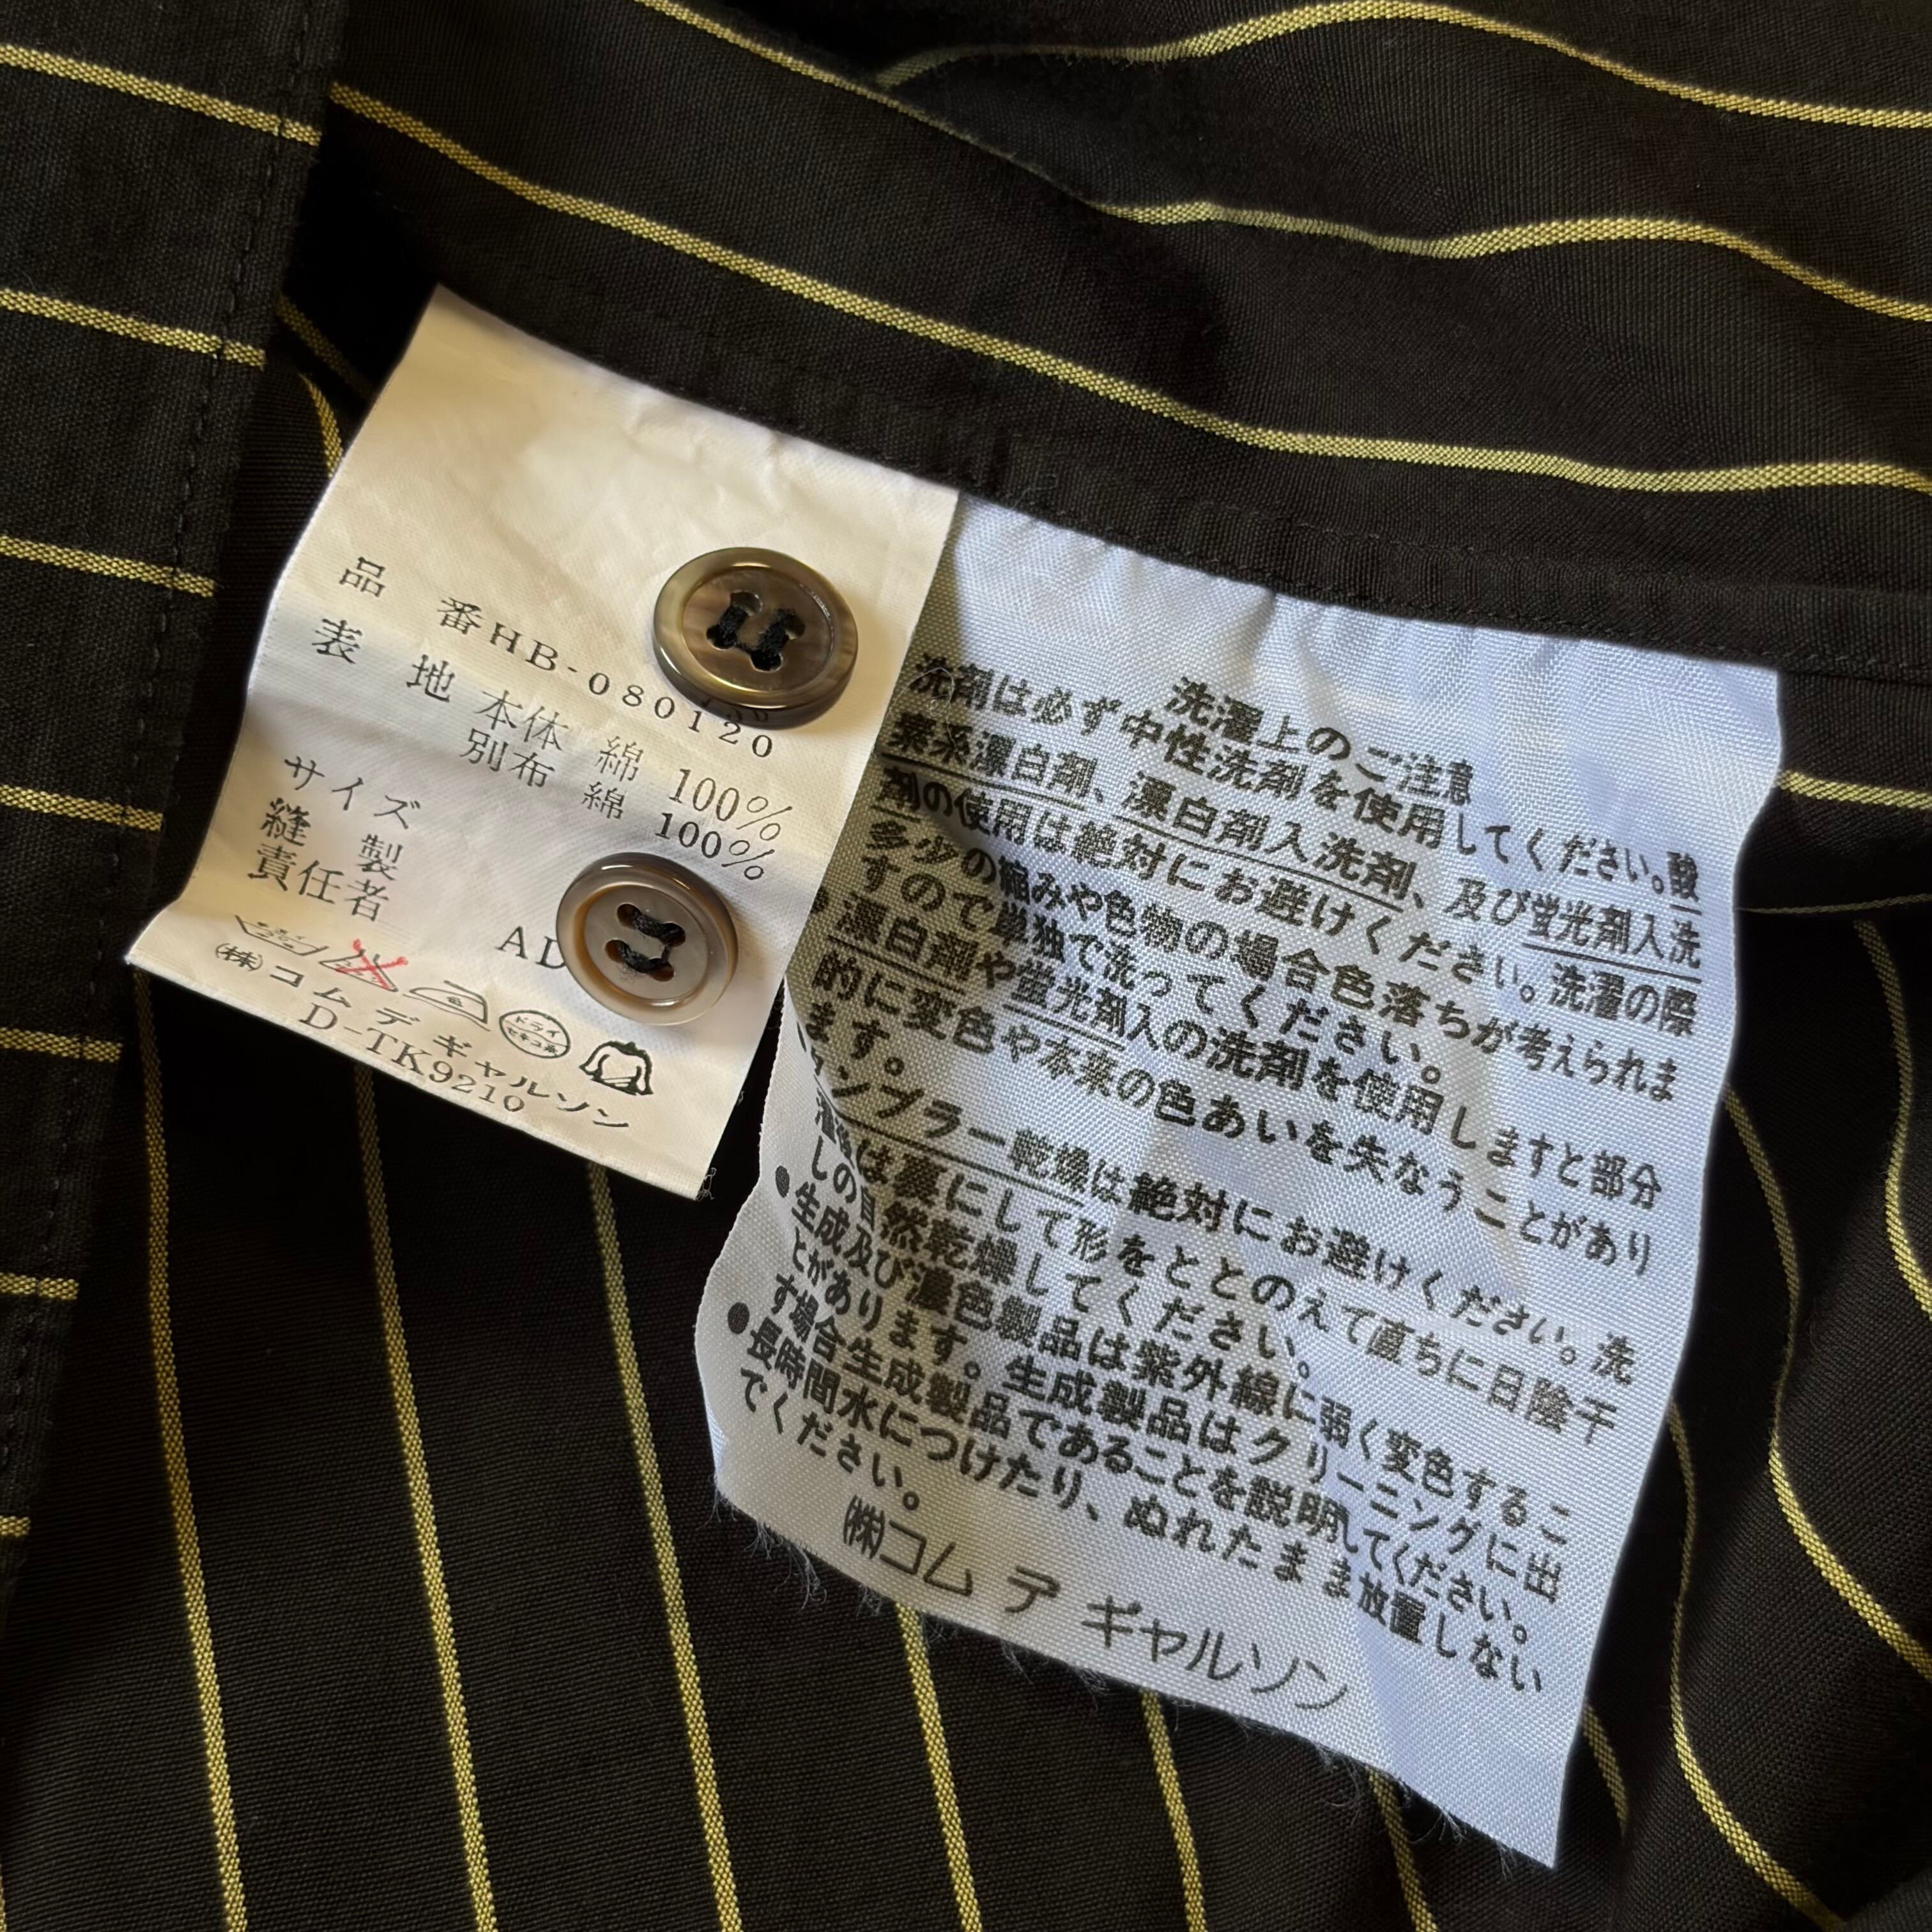 品 番HB-080120
表 地 本体 綿 100%
別布 綿 100%
サイズ
縫 製
責任者
AD
ドライ
セキユ系
(株)コム デ ギャルソン
D-TK9210
洗濯上のご注意
洗剤は必ず中性洗剤を使用してください。酸
素系漂白剤、漂白剤入洗剤、及び蛍光剤入洗
剤の使用は絶対にお避けください。洗濯の際
多少の縮みや色物の場合色落ちが考えられま
すので単独で洗ってください。
漂白剤や蛍光剤入の洗剤を使用しますと部分
的に変色や本来の色あいを失なうことがあり
ます。
ンブラー乾燥は絶対にお避けください。洗
濯後は裏にして形をととのえて直ちに日陰干
しの自然乾燥してください。
●生成及び濃色製品は紫外線に弱く変色するこ
とがあります。生成製品はクリーニングに出
す場合生成製品であることを説明してください。
●長時間水につけたり、ぬれたまま放置しない
でください。
㈱コム デ ギャルソン